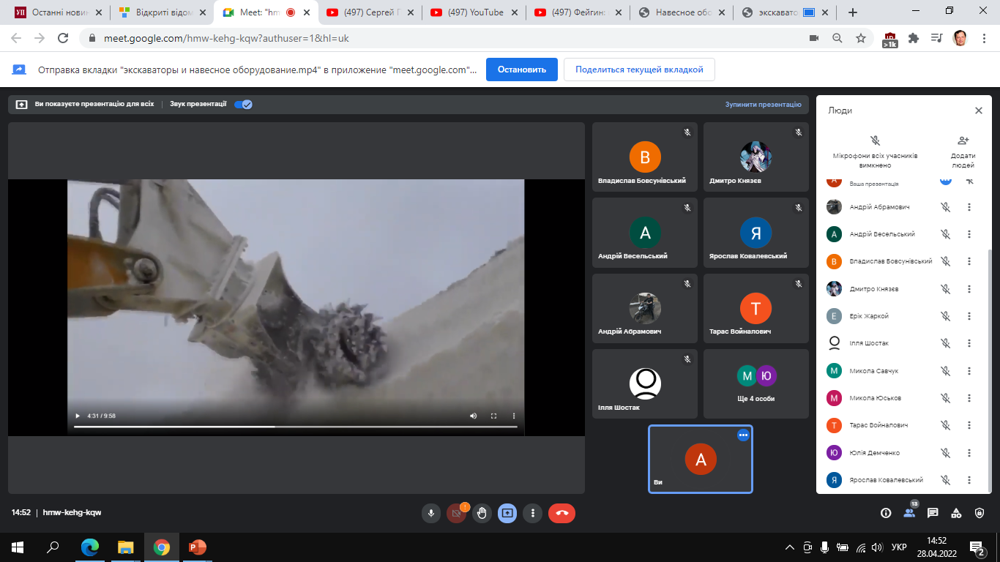 Останні новин
Відкриті відом
Meet: "hm
(497) Сергей Г
(497) YouTube
(497) Фейгин:
Навесное обо
экскавато
meet.google.com/hmw-kehg-kqw?authuser=1&hl=uk
>1k
Отправка вкладки "экскаваторы и навесное оборудование.mp4" в приложение "meet.google.com"...
Остановить
Поделиться текущей вкладкой
Ви показуєте презентацію для всіх
Звук презентації
Зупинити презентацію
4:31 / 9:58
В
Владислав Бовсунівський
Дмитро Князєв
А
Андрій Весельський
Я
Ярослав Ковалевський
Андрій Абрамович
Т
Тарас Войналович
Ілля Шостак
М Ю
Ще 4 особи
А
Ви
Люди
Мікрофони всіх учасників
вимкнено
Додати
людей
Ваша презентація
Андрій Абрамович
А Андрій Весельський
В Владислав Бовсунівський
Дмитро Князєв
Е Ерік Жаркой
Ілля Шостак
М Микола Савчук
М Микола Юськов
Т Тарас Войналович
Ю Юлія Демченко
Я Ярослав Ковалевський
14:52 | hmw-kehg-kqw
13
УКР
14:52
28.04.2022
2